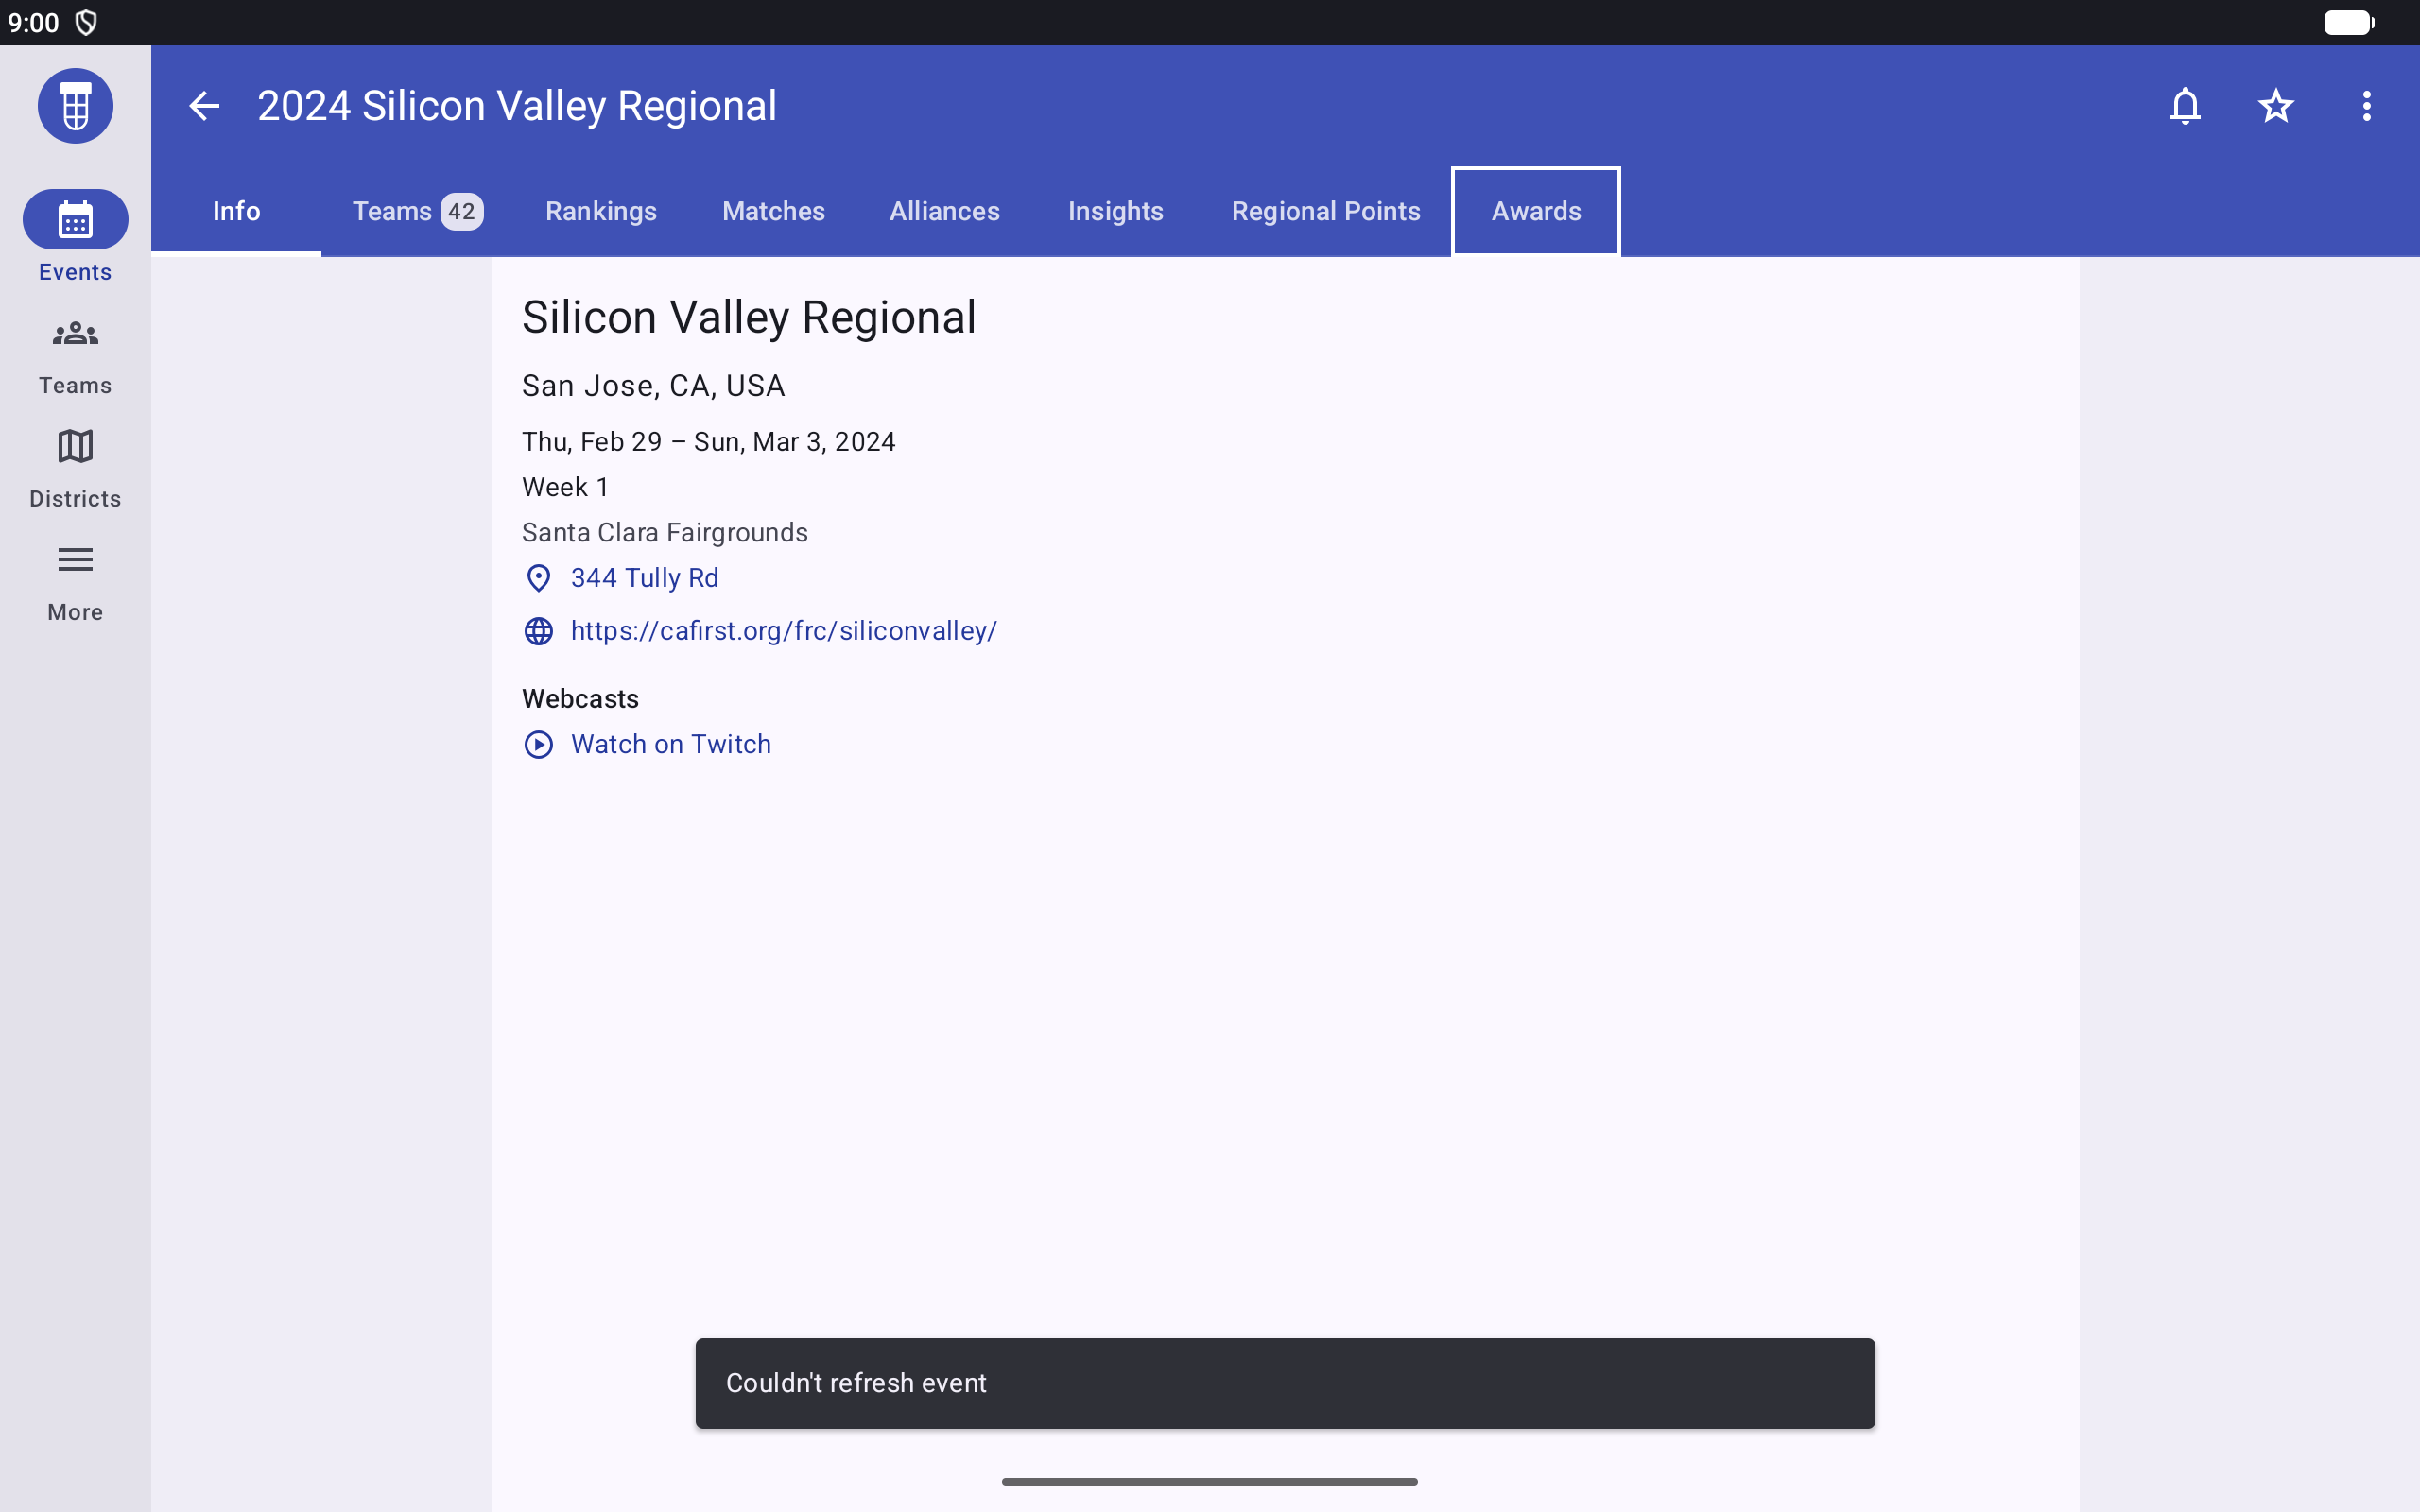 9:00
2024 Silicon Valley Regional
Info
Teams 42
Rankings
Matches
Alliances
Insights
Regional Points
Awards
Events
Teams
Districts
More
Silicon Valley Regional
San Jose, CA, USA
Thu, Feb 29 – Sun, Mar 3, 2024
Week 1
Santa Clara Fairgrounds
344 Tully Rd
https://cafirst.org/frc/siliconvalley/
Webcasts
Watch on Twitch
Couldn't refresh event